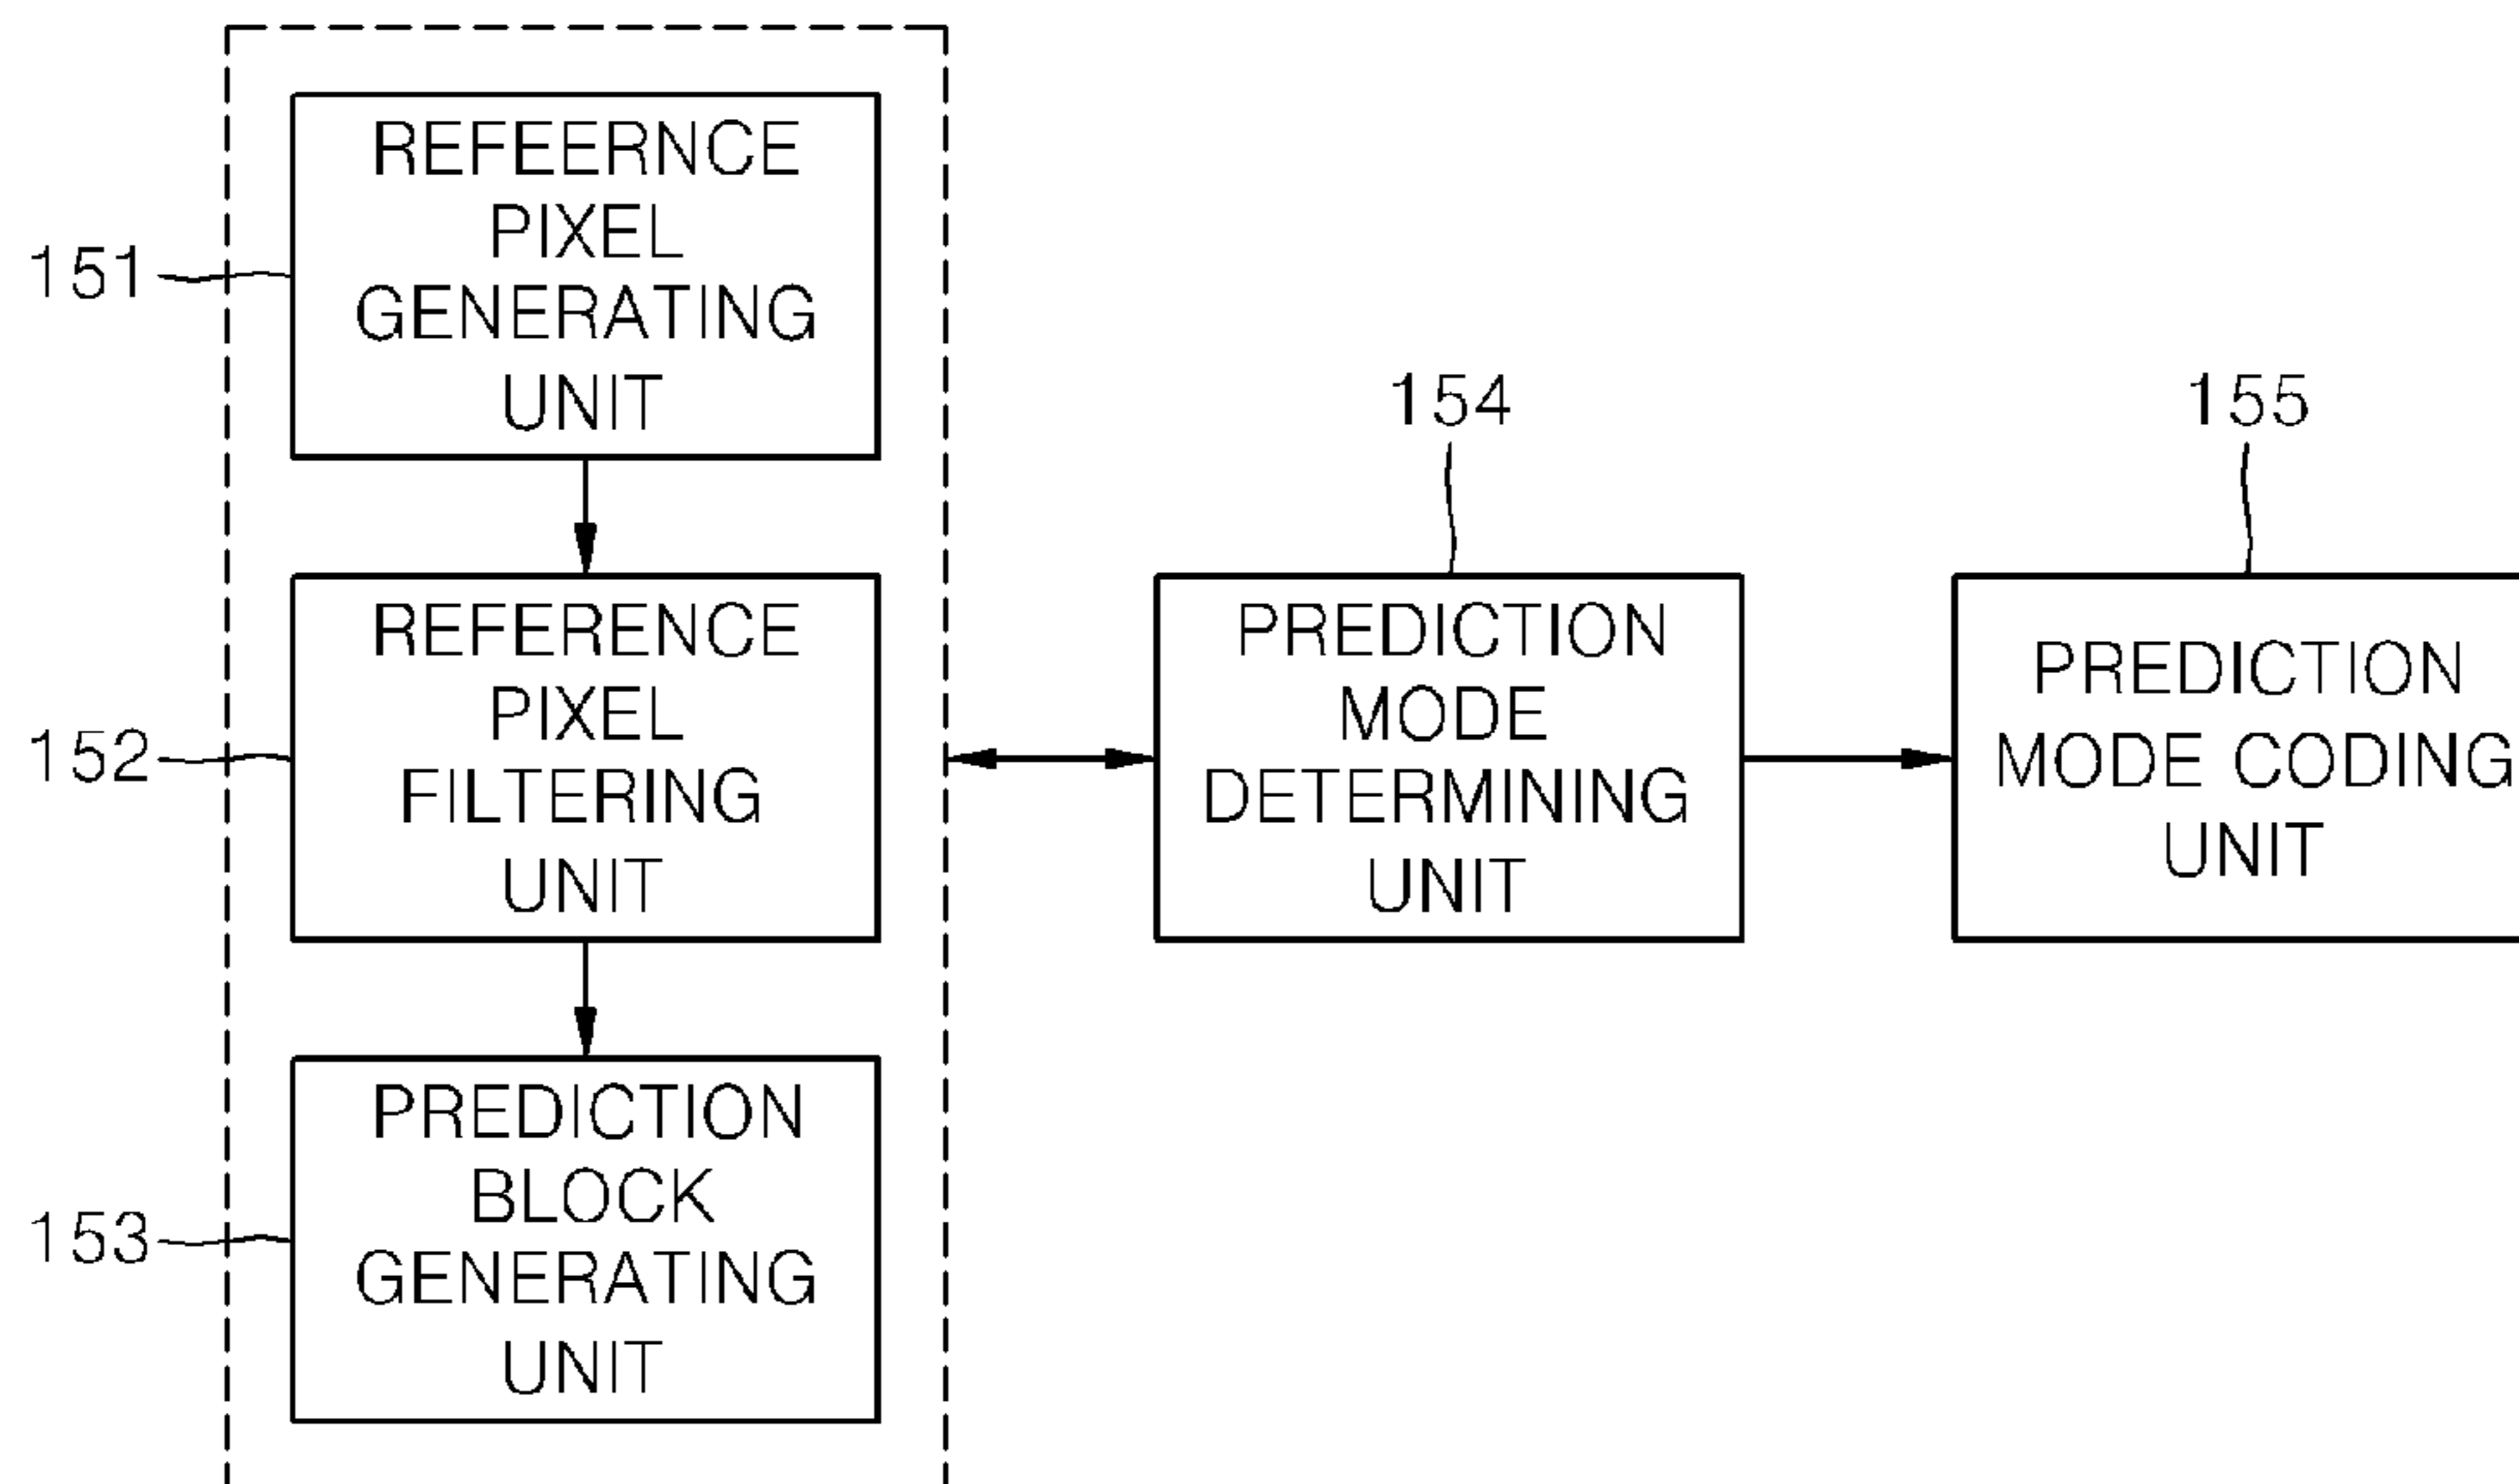 151
REFEERNCE
PIXEL
GENERATING
UNIT
152
REFERENCE
PIXEL
FILTERING
UNIT
153
PREDICTION
BLOCK
GENERATING
UNIT
154
PREDICTION
MODE
DETERMINING
UNIT
155
PREDICTION
MODE CODING
UNIT